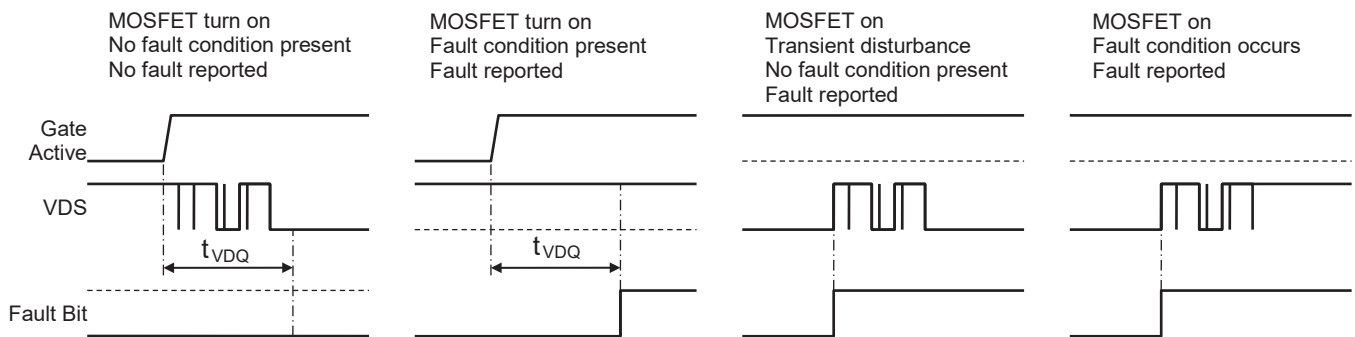 MOSFET turn on
No fault condition present
No fault reported
MOSFET turn on
Fault condition present
Fault reported
MOSFET on
Transient disturbance
No fault condition present
Fault reported
MOSFET on
Fault condition occurs
Fault reported
Gate
Active
VDS
tVDQ
tVDQ
Fault Bit